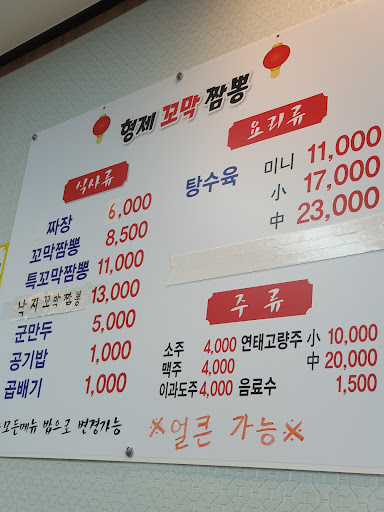 형제 꼬막 짬뽕
식사류
짜장 6,000
꼬막짬뽕 8,500
특꼬막짬뽕 11,000
낙지꼬막짬뽕 13,000
군만두 5,000
공기밥 1,000
곱배기 1,000
모든메뉴 밥으로 변경가능
요리류
탕수육 미니 11,000
小 17,000
中 23,000
주류
소주 4,000 연태고량주 小 10,000
맥주 4,000 中 20,000
이과도주 4,000 음료수 1,500
※얼큰 가능※